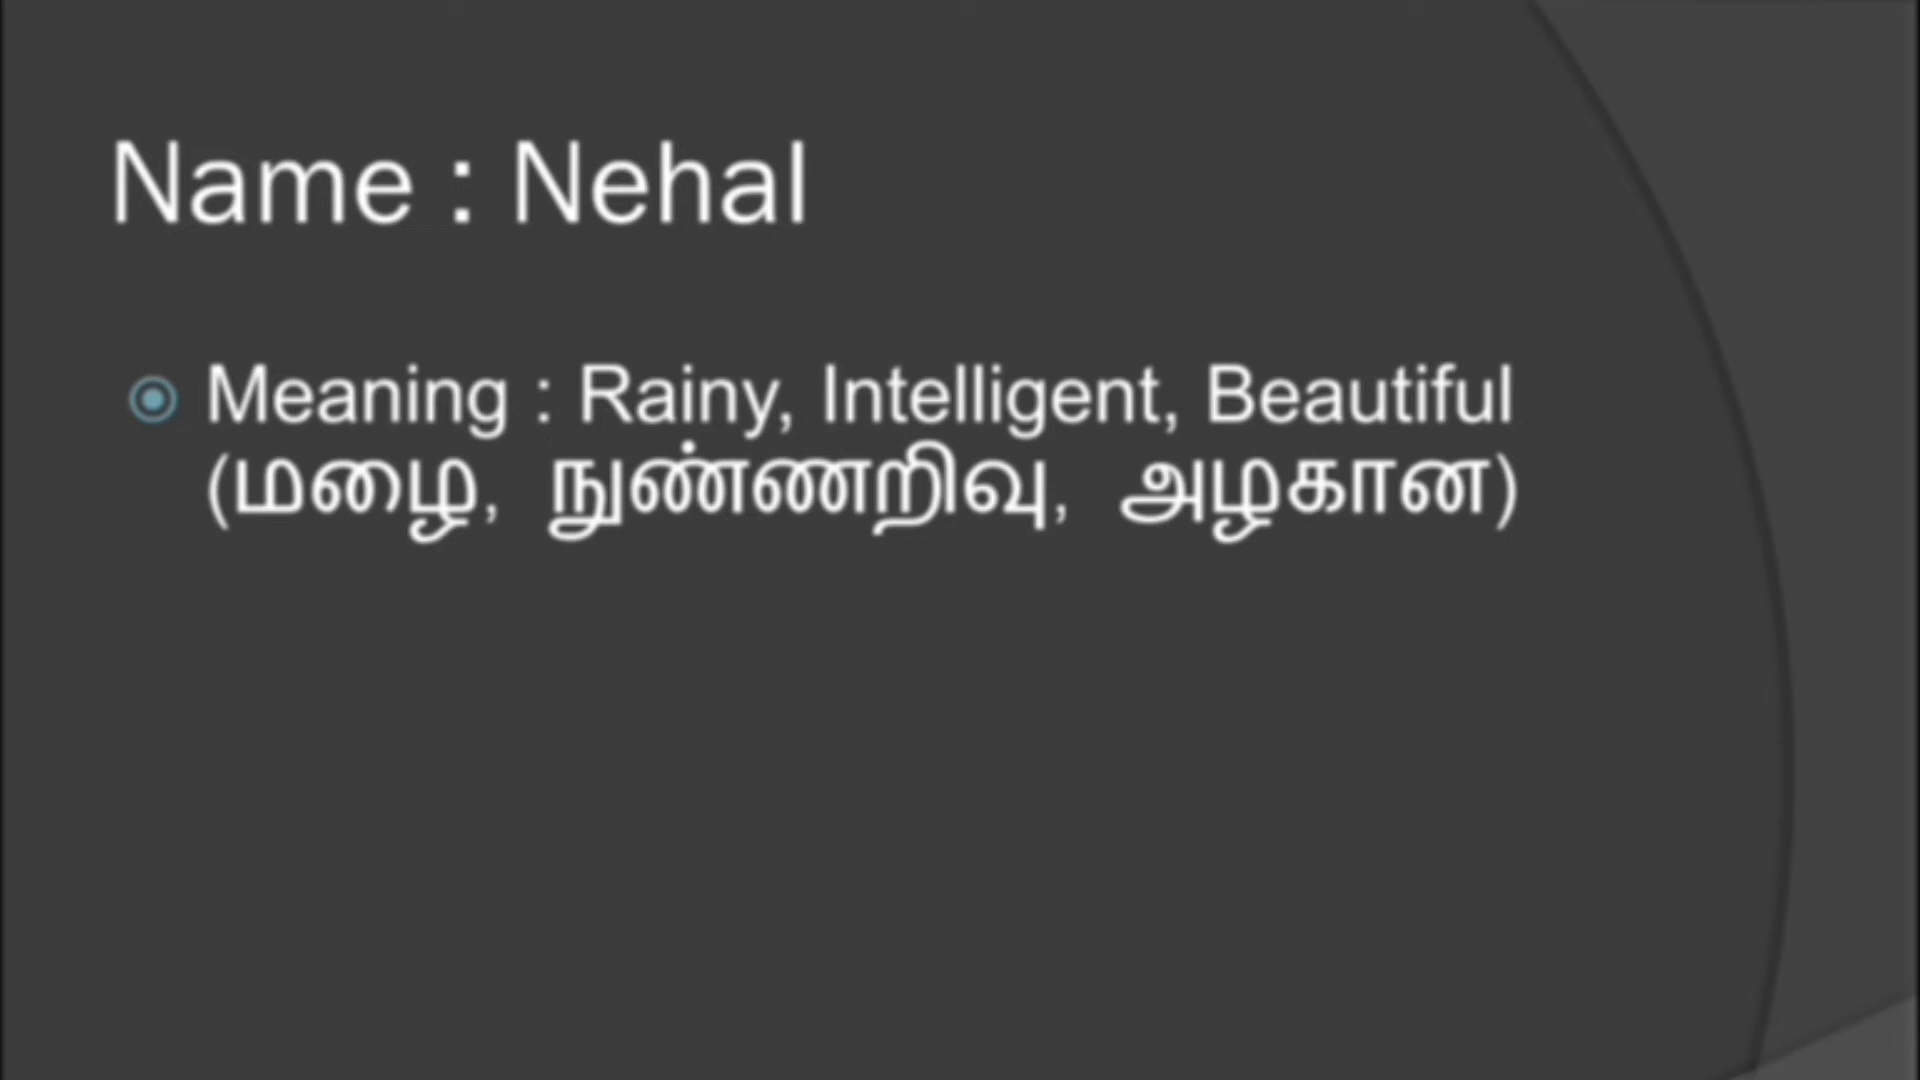 Name : Nehal
Meaning : Rainy, Intelligent, Beautiful
(மழை, நுண்ணறிவு, அழகான)